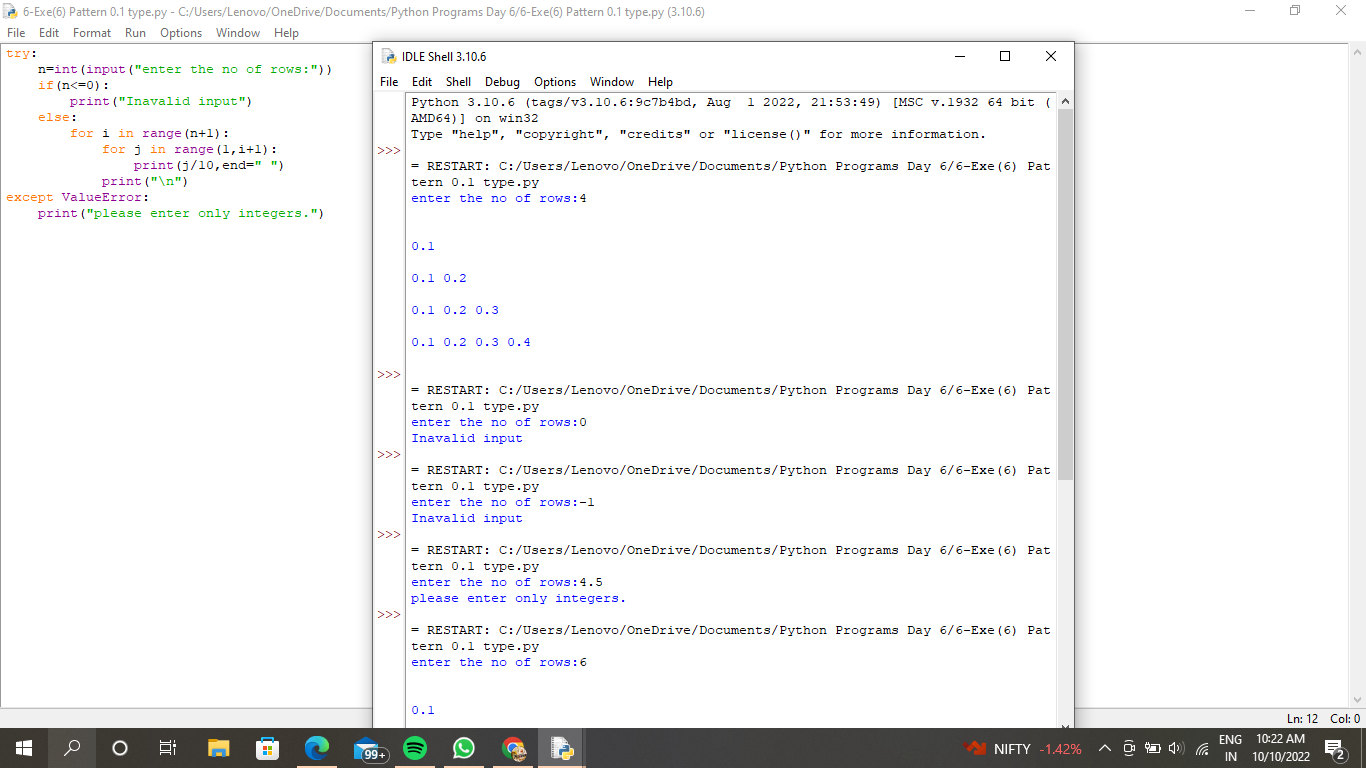 6-Exe(6) Pattern 0.1 type.py - C:/Users/Lenovo/OneDrive/Documents/Python Programs Day 6/6-Exe(6) Pattern 0.1 type.py (3.10.6)
File Edit Format Run Options Window Help
try:
    n=int(input("enter the no of rows:"))
    if(n<=0):
        print("Inavalid input")
    else:
        for i in range(n+1):
            for j in range(1,i+1):
                print(j/10,end=" ")
            print("\n")
except ValueError:
    print("please enter only integers.")
IDLE Shell 3.10.6
File Edit Shell Debug Options Window Help
Python 3.10.6 (tags/v3.10.6:9c7b4bd, Aug  1 2022, 21:53:49) [MSC v.1932 64 bit (
AMD64)] on win32
Type "help", "copyright", "credits" or "license()" for more information.
>>>
= RESTART: C:/Users/Lenovo/OneDrive/Documents/Python Programs Day 6/6-Exe(6) Pat
tern 0.1 type.py
enter the no of rows:4
0.1
0.1 0.2
0.1 0.2 0.3
0.1 0.2 0.3 0.4
>>>
= RESTART: C:/Users/Lenovo/OneDrive/Documents/Python Programs Day 6/6-Exe(6) Pat
tern 0.1 type.py
enter the no of rows:0
Inavalid input
>>>
= RESTART: C:/Users/Lenovo/OneDrive/Documents/Python Programs Day 6/6-Exe(6) Pat
tern 0.1 type.py
enter the no of rows:-1
Inavalid input
>>>
= RESTART: C:/Users/Lenovo/OneDrive/Documents/Python Programs Day 6/6-Exe(6) Pat
tern 0.1 type.py
enter the no of rows:4.5
please enter only integers.
>>>
= RESTART: C:/Users/Lenovo/OneDrive/Documents/Python Programs Day 6/6-Exe(6) Pat
tern 0.1 type.py
enter the no of rows:6
0.1
Ln: 12 Col: 0
99+
NIFTY -1.42%
ENG
IN
10:22 AM
10/10/2022
2